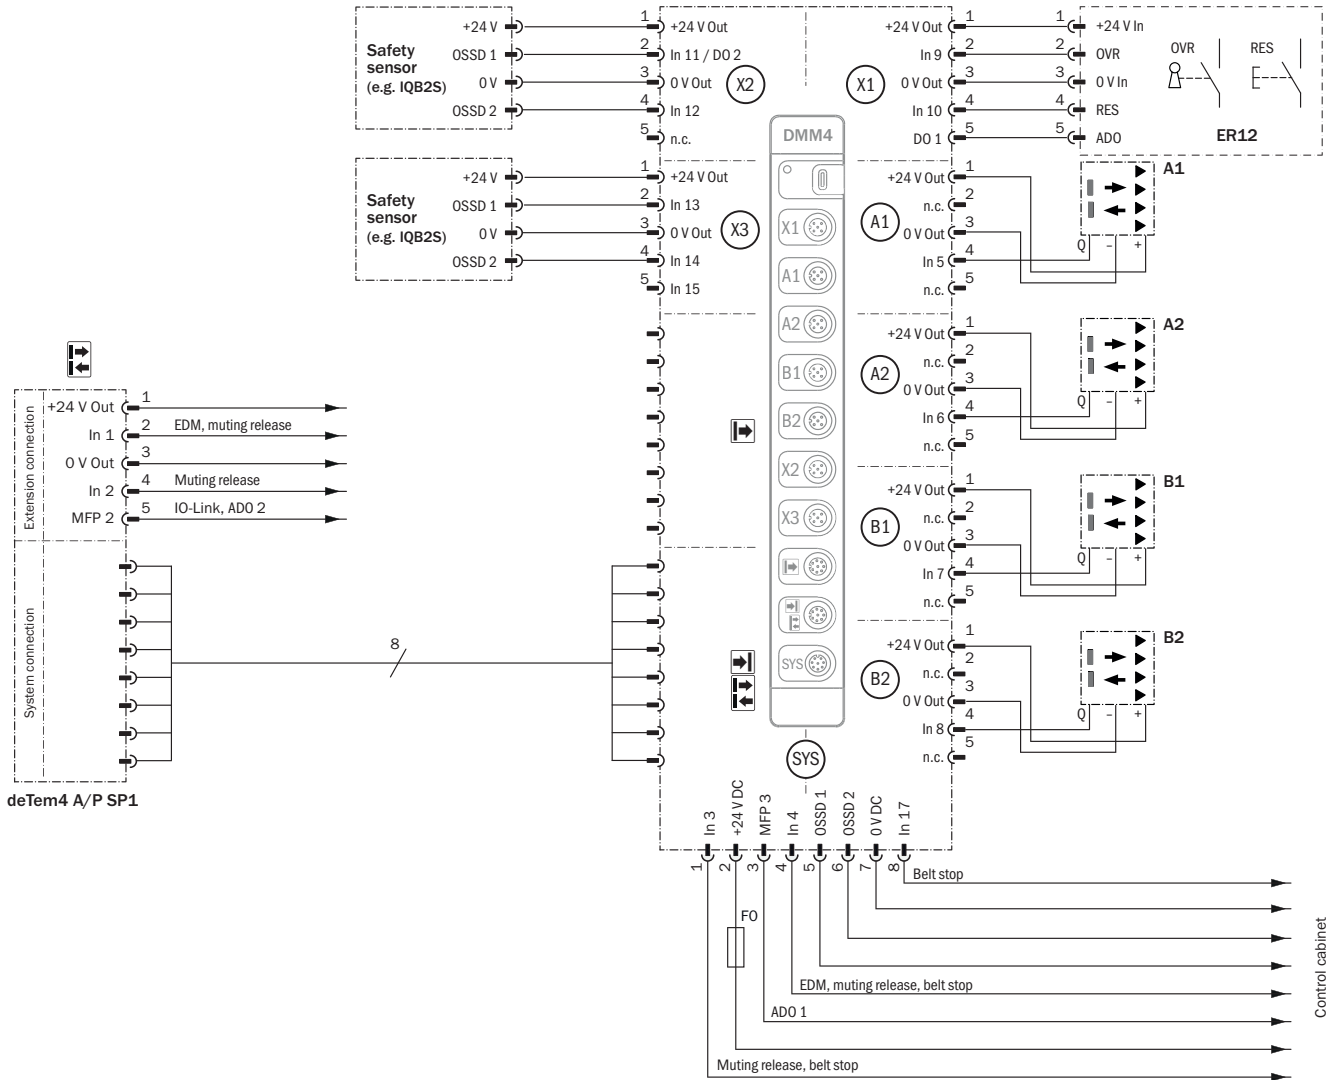 +24 V
OSSD 1
0 V
OSSD 2
Safety
sensor
(e.g. IQB2S)
1
2
3
4
5
+24 V Out
In 11 / DO 2
0 V Out
In 12
n.c.
X2
X1
+24 V Out
In 9
0 V Out
In 10
DO 1
1
2
3
4
5
1
2
3
4
5
+24 V In
OVR
0 V In
RES
ADO
OVR
RES
ER12
+24 V
OSSD 1
0 V
OSSD 2
Safety
sensor
(e.g. IQB2S)
1
2
3
4
5
+24 V Out
In 13
0 V Out
In 14
In 15
X3
DMM4
X1
A1
A2
B1
B2
X2
X3
SYS
A1
+24 V Out
n.c.
0 V Out
In 5
n.c.
1
2
3
4
5
A1
Q
–
+
A2
+24 V Out
n.c.
0 V Out
In 6
n.c.
1
2
3
4
5
A2
Q
–
+
B1
+24 V Out
n.c.
0 V Out
In 7
n.c.
1
2
3
4
5
B1
Q
–
+
B2
+24 V Out
n.c.
0 V Out
In 8
n.c.
1
2
3
4
5
B2
Q
–
+
Extension connection
+24 V Out
In 1
0 V Out
In 2
MFP 2
1
2
3
4
5
EDM, muting release
Muting release
IO-Link, ADO 2
System connection
8
deTem4 A/P SP1
SYS
In 3
+24 V DC
MFP 3
In 4
OSSD 1
OSSD 2
0 V DC
In 17
1
2
3
4
5
6
7
8
F0
Belt stop
EDM, muting release, belt stop
ADO 1
Muting release, belt stop
Control cabinet